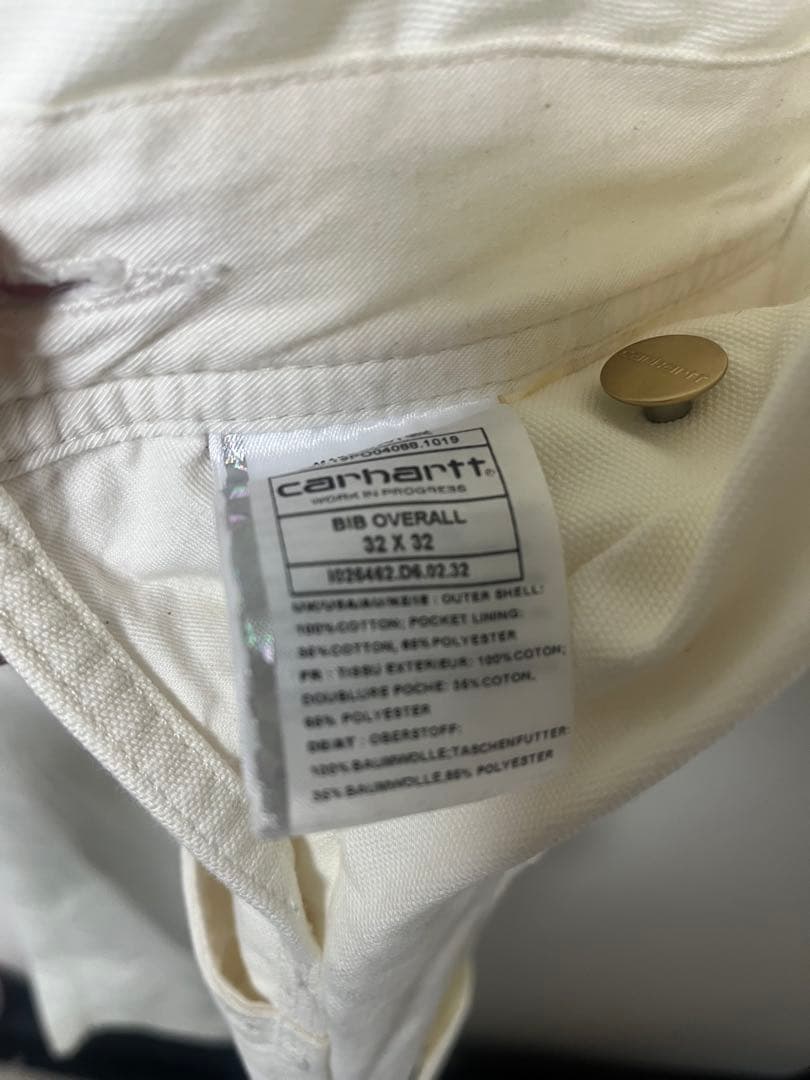 carhartt
carhartt®
WORK IN PROGRESS
BIB OVERALL
32 X 32
I026462.D6.02.32
UK/USA/AU/NZ/IE : OUTER SHELL:
100% COTTON; POCKET LINING:
35% COTTON, 65% POLYESTER
FR : TISSU EXTERIEUR: 100% COTON;
DOUBLURE POCHE: 35% COTON,
65% POLYESTER
DE/AT : OBERSTOFF:
100% BAUMWOLLE;TASCHENFUTTER:
35% BAUMWOLLE,65% POLYESTER